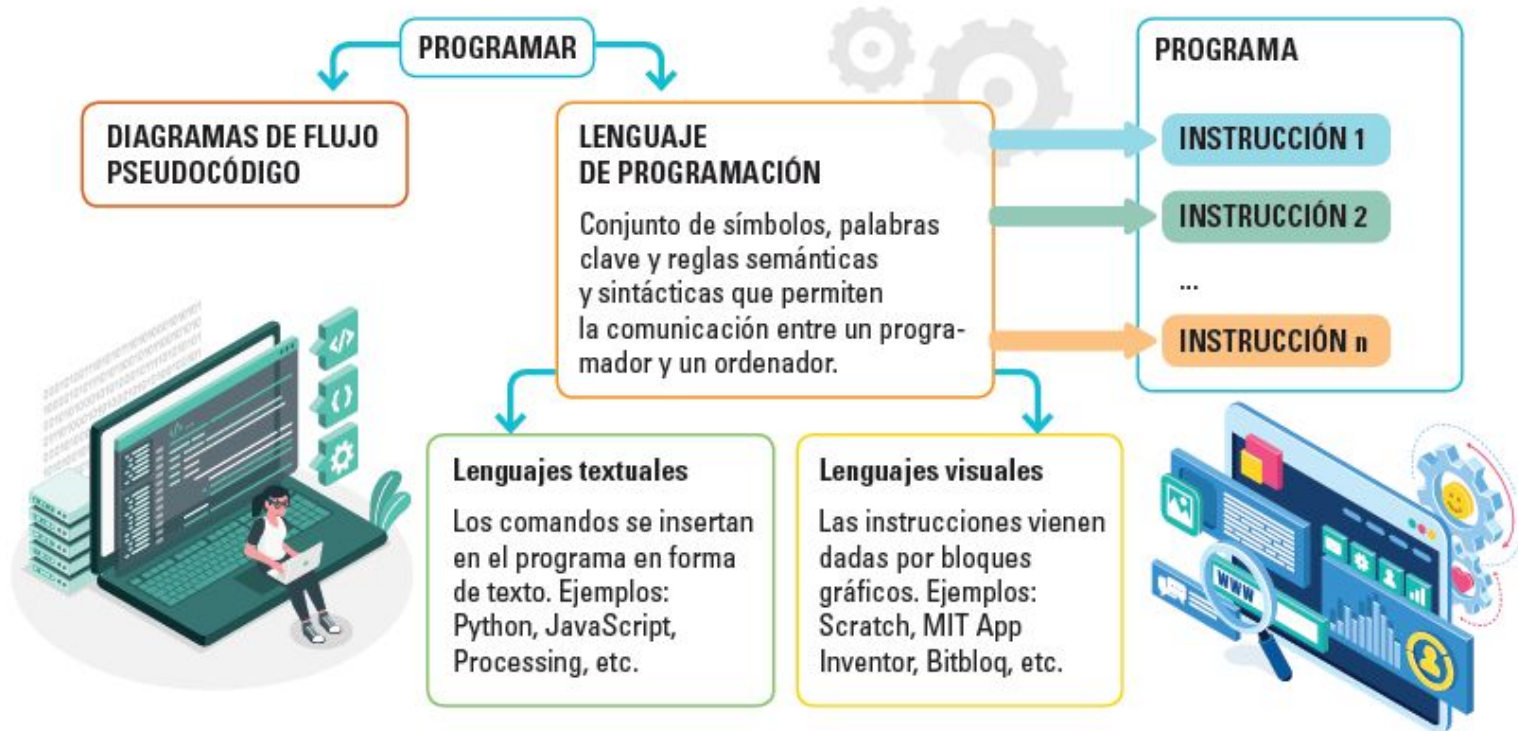 PROGRAMAR
DIAGRAMAS DE FLUJO
PSEUDOCÓDIGO
LENGUAJE
DE PROGRAMACIÓN
Conjunto de símbolos, palabras
clave y reglas semánticas
y sintácticas que permiten
la comunicación entre un progra-
mador y un ordenador.
PROGRAMA
INSTRUCCIÓN 1
INSTRUCCIÓN 2
...
INSTRUCCIÓN n
Lenguajes textuales
Los comandos se insertan
en el programa en forma
de texto. Ejemplos:
Python, JavaScript,
Processing, etc.
Lenguajes visuales
Las instrucciones vienen
dadas por bloques
gráficos. Ejemplos:
Scratch, MIT App
Inventor, Bitbloq, etc.
</> 
{}
</>
WWW